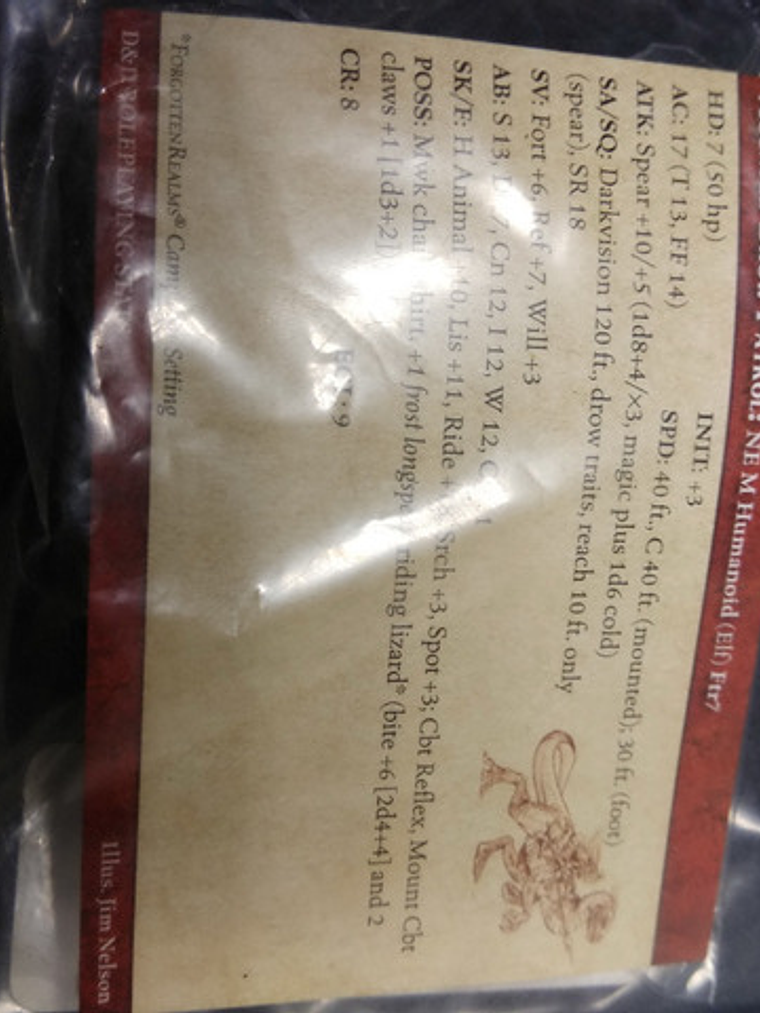 NE M Humanoid (Elf) Ftr7
HD: 7 (50 hp) INIT: +3
AC: 17 (T 13, FF 14) SPD: 40 ft., C 40 ft. (mounted); 30 ft. (foot)
ATK: Spear +10/+5 (1d8+4/×3, magic plus 1d6 cold)
SA/SQ: Darkvision 120 ft., drow traits, reach 10 ft. only
(spear), SR 18
SV: Fort +6, Ref +7, Will +3
AB: S 13, Cn 12, I 12, W 12,
SK/F: H Animal +10, Lis +11, Ride Srch +3, Spot +3; Cbt Reflex, Mount Cbt
POSS: Mwk shirt, +1 frost riding lizard* (bite +6 [2d4+4] and 2
claws +1 [1d3+2])
CR: 8
*FORGOTTEN REALMS® Setting
D&D ROLEPLAYING Illus. Jim Nelson